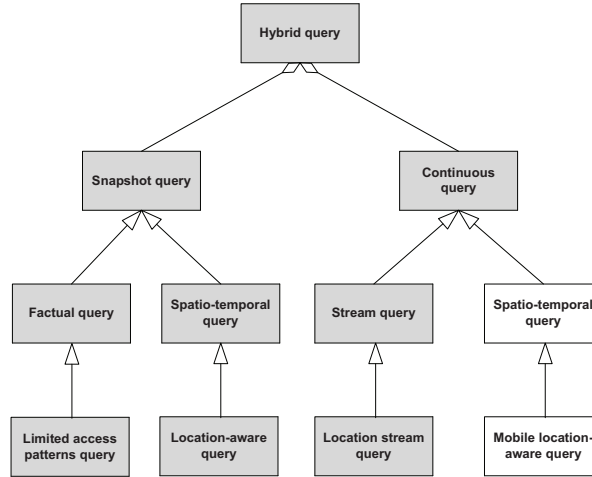 Hybrid query
Snapshot query
Continuous
query
Factual query
Spatio-temporal
query
Stream query
Spatio-temporal
query
Limited access
patterns query
Location-aware
query
Location stream
query
Mobile location-
aware query